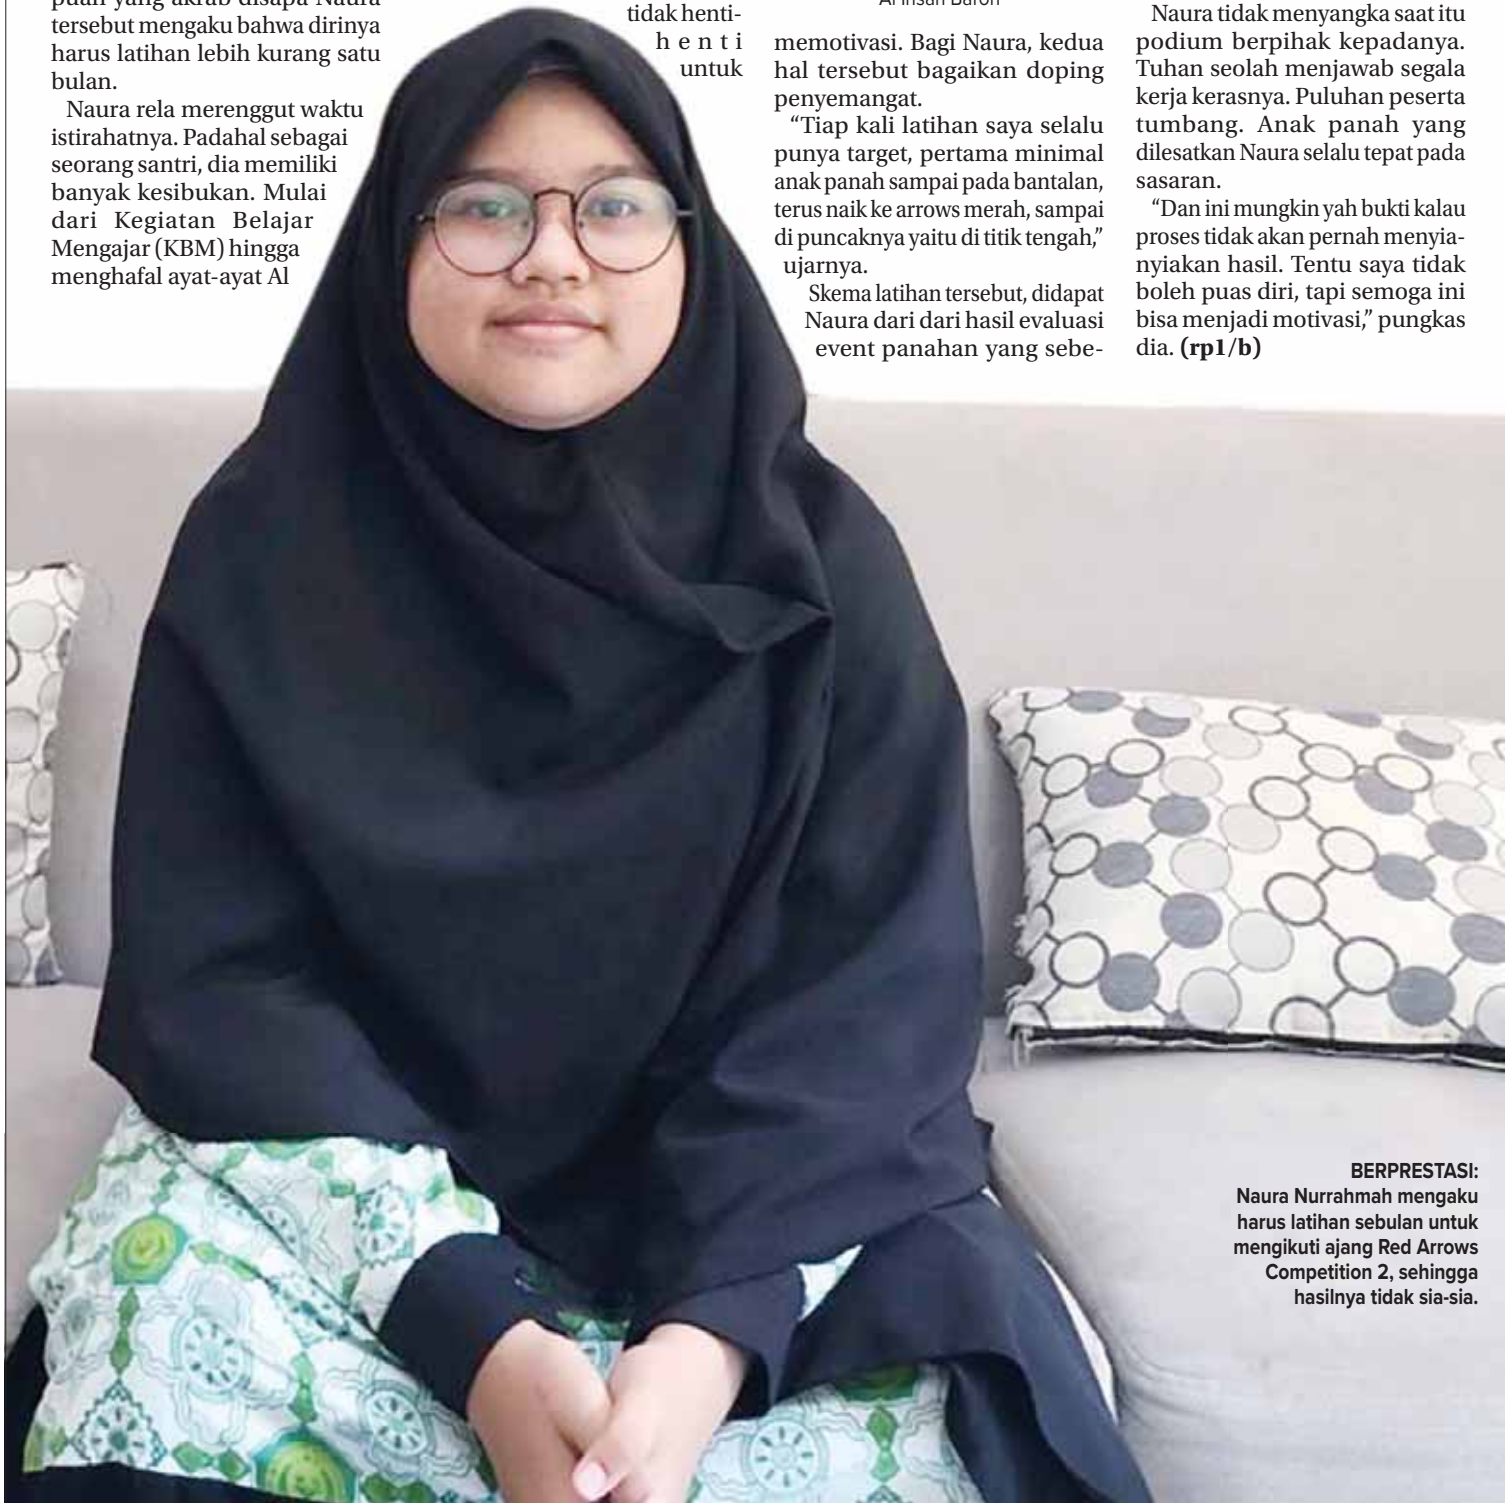 puan yang akrab disapa Naura
tersebut mengaku bahwa dirinya
harus latihan lebih kurang satu
bulan.
Naura rela merenggut waktu
istirahatnya. Padahal sebagai
seorang santri, dia memiliki
banyak kesibukan. Mulai
dari Kegiatan Belajar
Mengajar (KBM) hingga
menghafal ayat-ayat Al
tidak henti-
henti
untuk
Al Insan Baron
memotivasi. Bagi Naura, kedua
hal tersebut bagaikan doping
penyemangat.
“Tiap kali latihan saya selalu
punya target, pertama minimal
anak panah sampai pada bantalan,
terus naik ke arrows merah, sampai
di puncaknya yaitu di titik tengah,”
ujarnya.
Skema latihan tersebut, didapat
Naura dari dari hasil evaluasi
event panahan yang sebe-
Naura tidak menyangka saat itu
podium berpihak kepadanya.
Tuhan seolah menjawab segala
kerja kerasnya. Puluhan peserta
tumbang. Anak panah yang
dilesatkan Naura selalu tepat pada
sasaran.
“Dan ini mungkin yah bukti kalau
proses tidak akan pernah menyia-
nyiakan hasil. Tentu saya tidak
boleh puas diri, tapi semoga ini
bisa menjadi motivasi,” pungkas
dia. (rp1/b)
BERPRESTASI:
Naura Nurrahmah mengaku
harus latihan sebulan untuk
mengikuti ajang Red Arrows
Competition 2, sehingga
hasilnya tidak sia-sia.